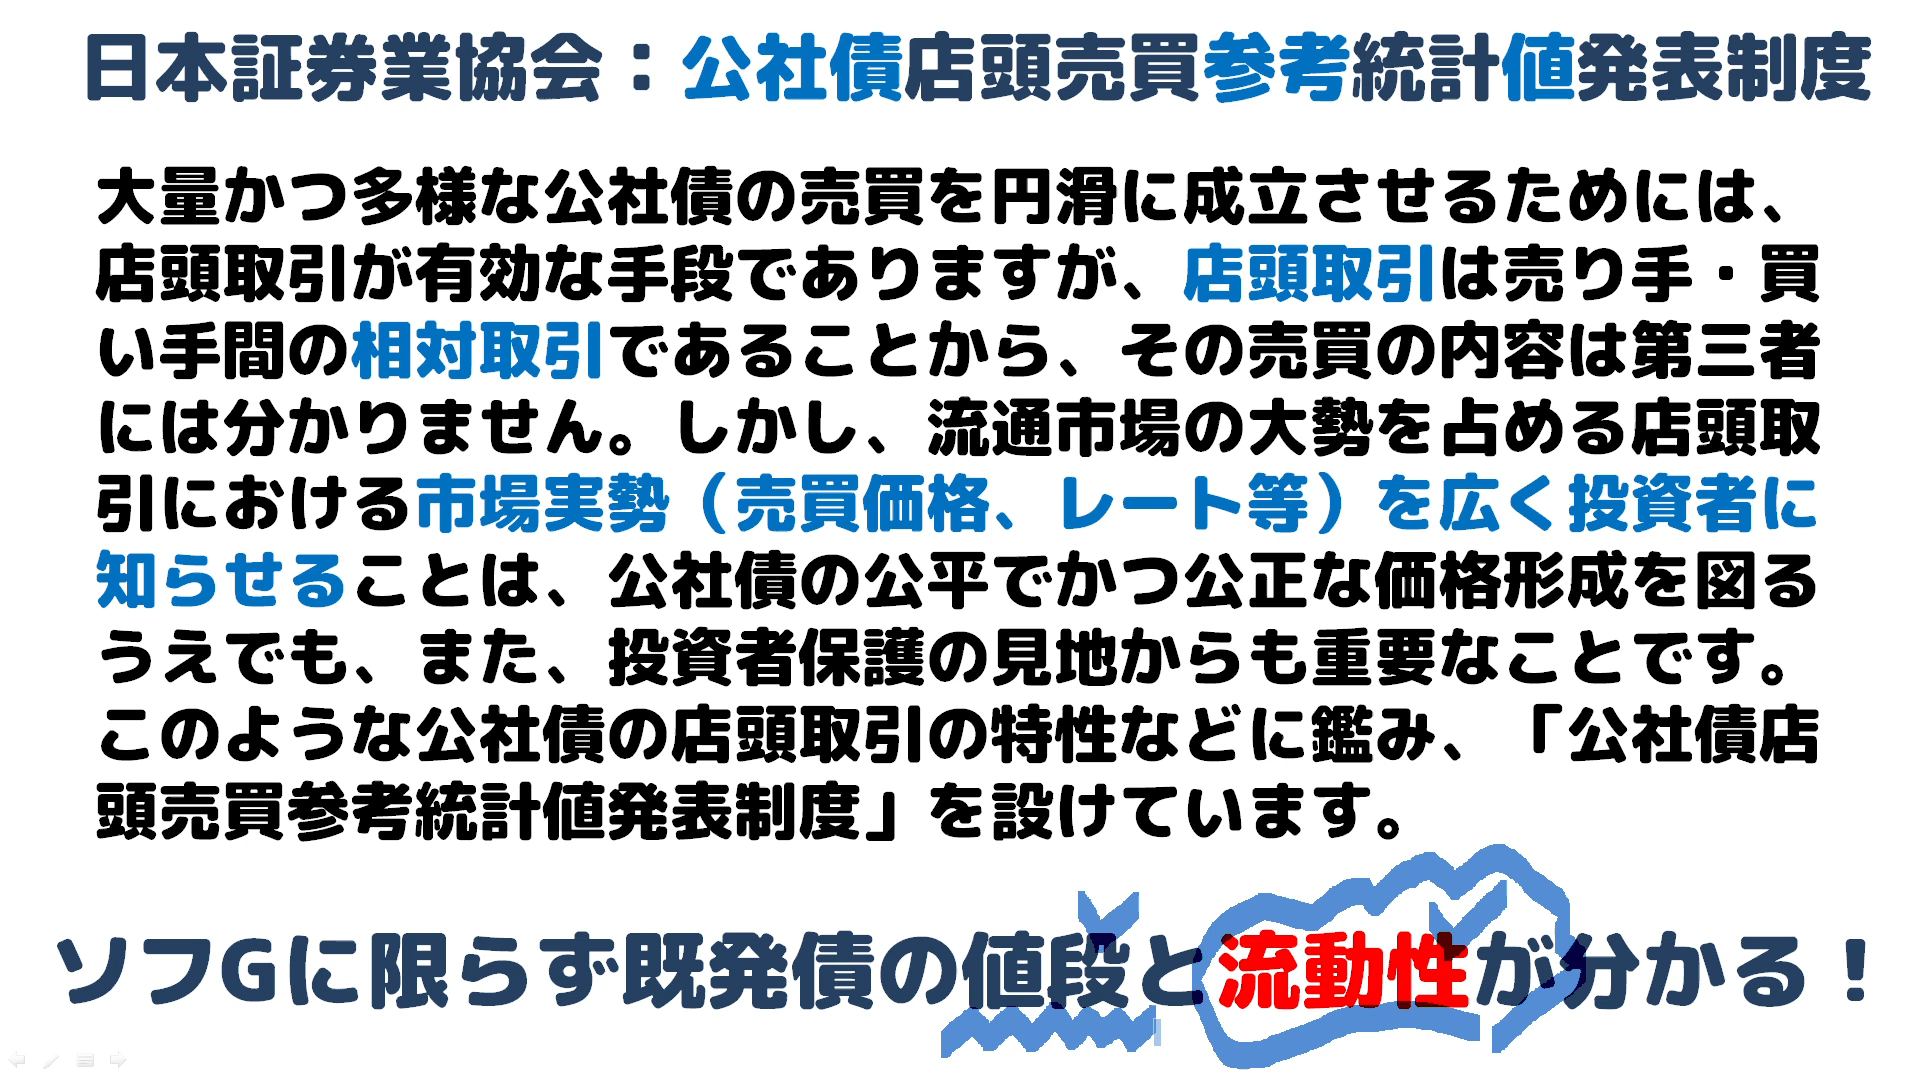 日本証券業協会：公社債店頭売買参考統計値発表制度
大量かつ多様な公社債の売買を円滑に成立させるためには、
店頭取引が有効な手段でありますが、店頭取引は売り手・買
い手間の相対取引であることから、その売買の内容は第三者
には分かりません。しかし、流通市場の大勢を占める店頭取
引における市場実勢（売買価格、レート等）を広く投資者に
知らせることは、公社債の公平でかつ公正な価格形成を図る
うえでも、また、投資者保護の見地からも重要なことです。
このような公社債の店頭取引の特性などに鑑み、「公社債店
頭売買参考統計値発表制度」を設けています。
ソフGに限らず既発債の値段と流動性が分かる！